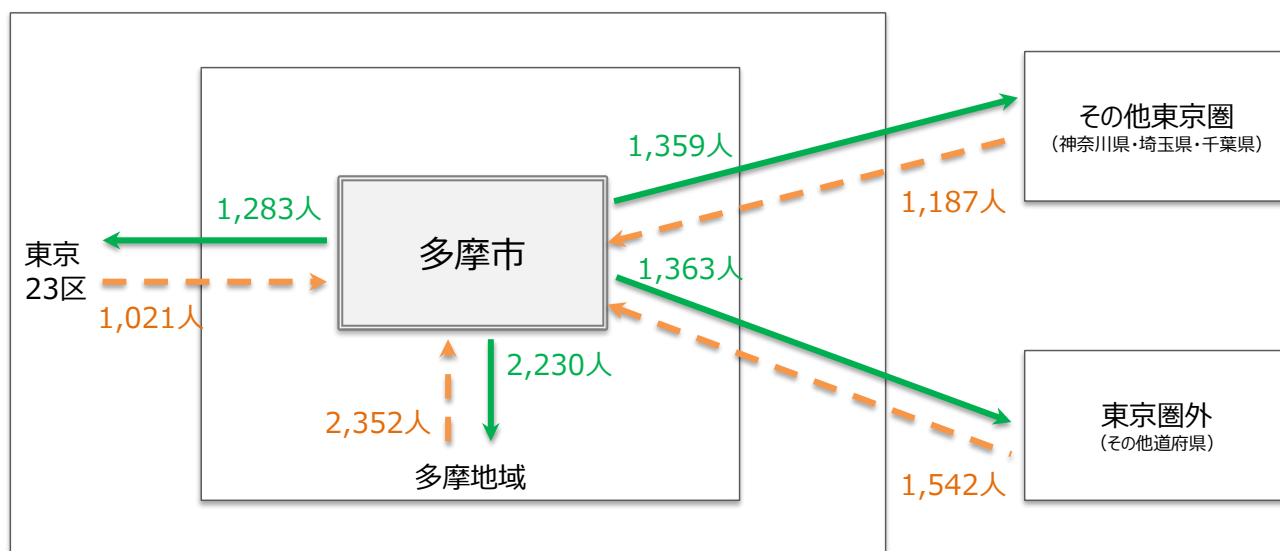 その他東京圏
（神奈川県・埼玉県・千葉県）
1,359人
1,187人
1,283人
多摩市
東京
23区
1,021人
1,363人
2,230人
2,352人
多摩地域
東京圏外
（その他道府県）
1,542人